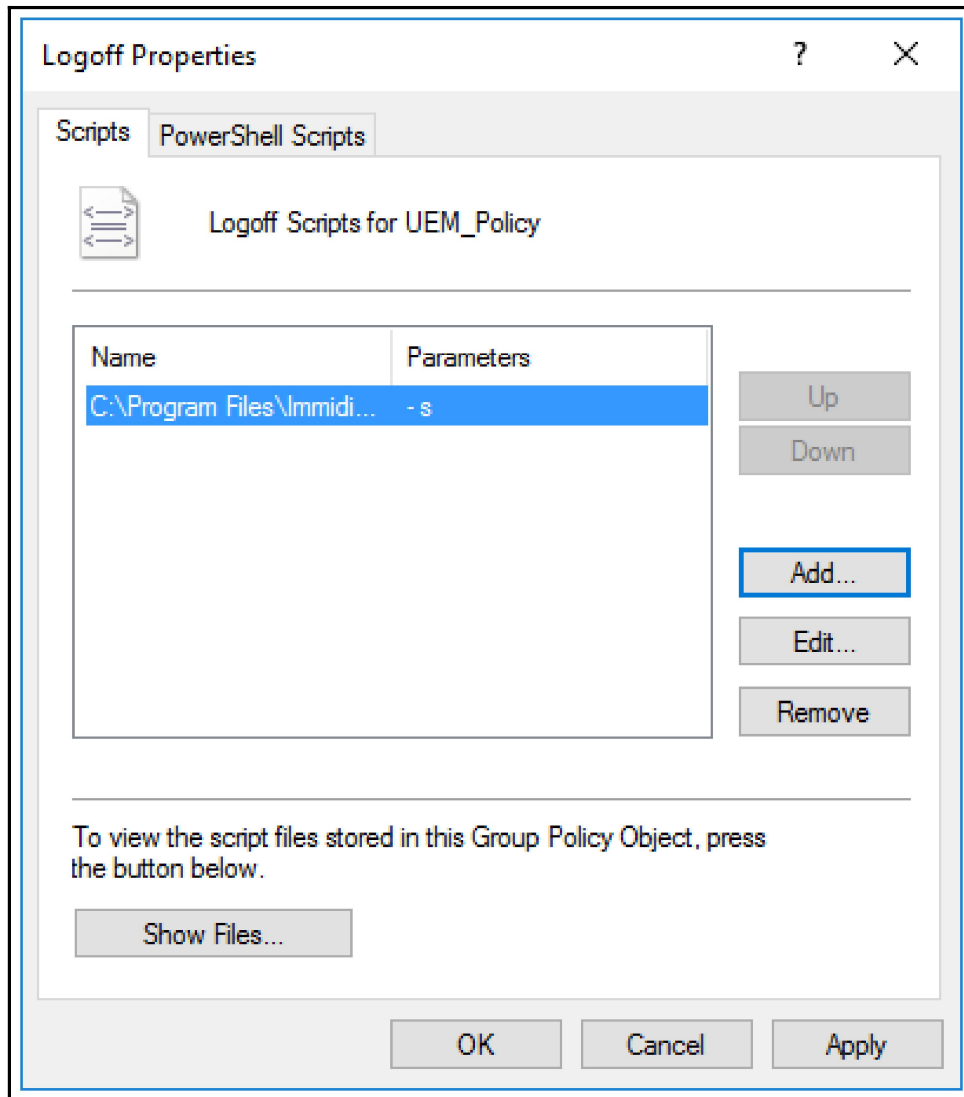 Logoff Properties
?
Scripts
PowerShell Scripts
Logoff Scripts for UEM_Policy
Name Parameters
C:\Program Files\Immidi... - s
Up
Down
Add...
Edit...
Remove
To view the script files stored in this Group Policy Object, press
the button below.
Show Files...
OK
Cancel
Apply